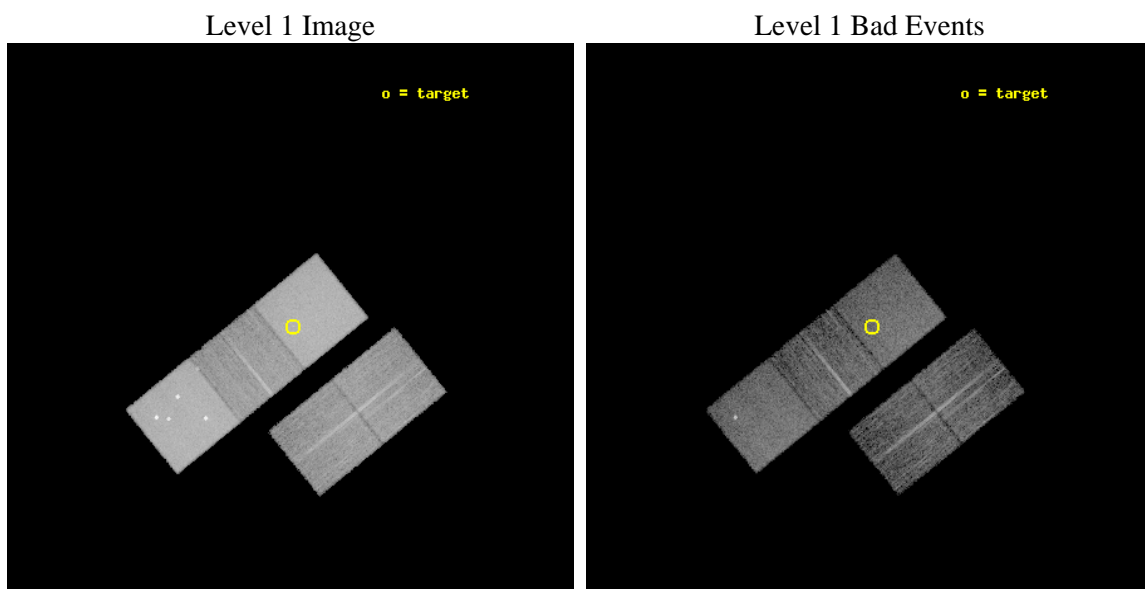 Level 1 Image
Level 1 Bad Events
o = target
o = target